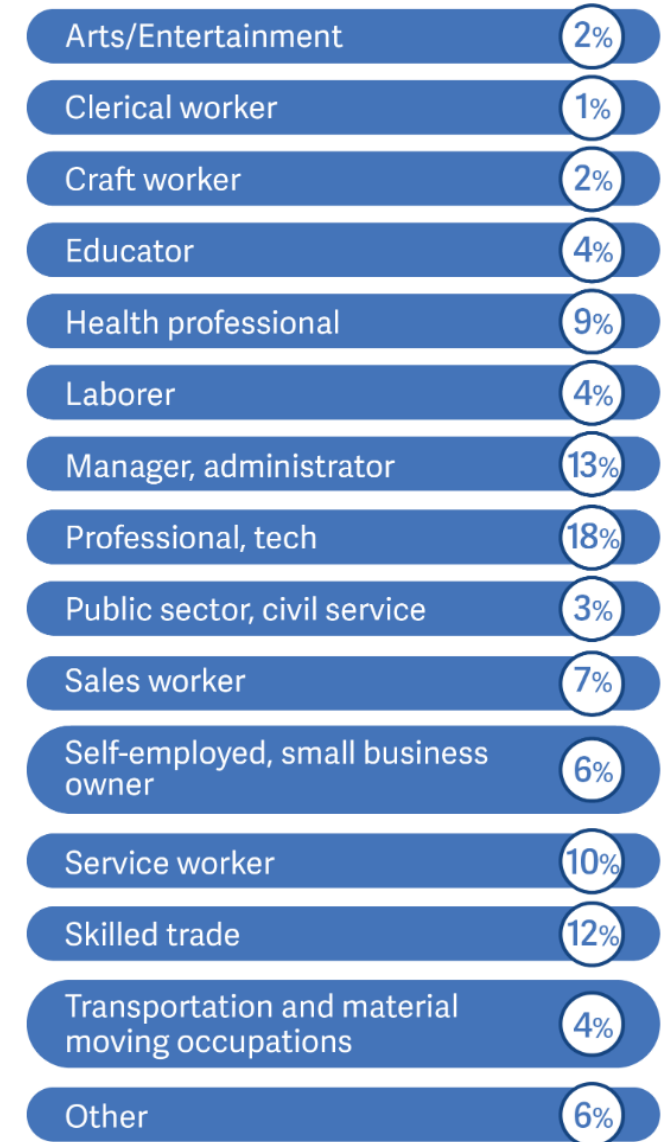 Arts/Entertainment 2%
Clerical worker 1%
Craft worker 2%
Educator 4%
Health professional 9%
Laborer 4%
Manager, administrator 13%
Professional, tech 18%
Public sector, civil service 3%
Sales worker 7%
Self-employed, small business
owner 6%
Service worker 10%
Skilled trade 12%
Transportation and material
moving occupations 4%
Other 6%